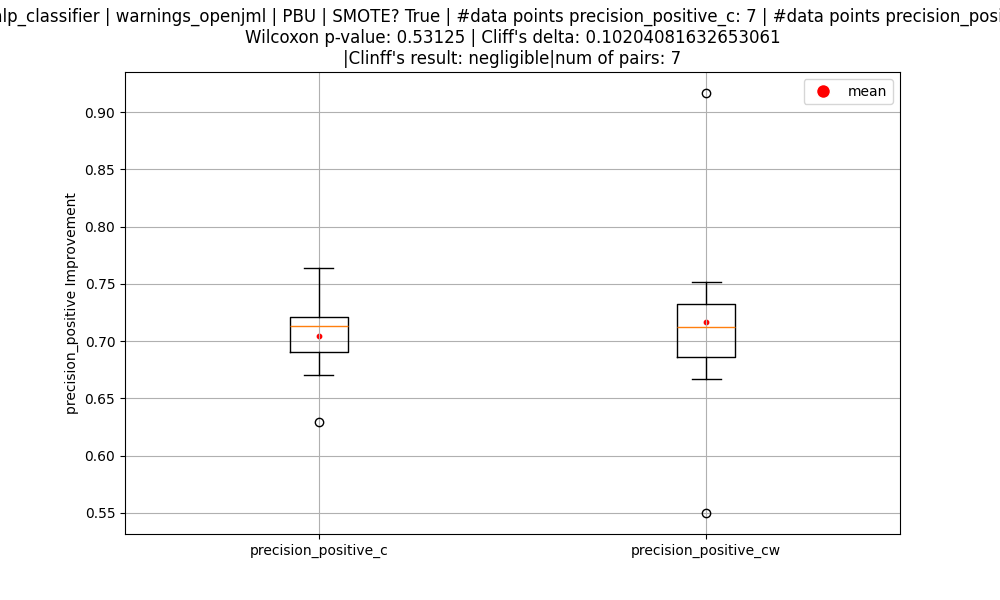 | warnings_openjml | PBU | SMOTE? True | #data points precision_positive_c: 7 | #data points
Wilcoxon p-value: 0.53125 | Cliff's delta: 0.10204081632653061
|Clinff's result: negligible|num of pairs: 7
mean
0.90
0.85
0.80
0.75
0.70
0.65
0.60
0.55
precision_positive Improvement
precision_positive_c
precision_positive_cw